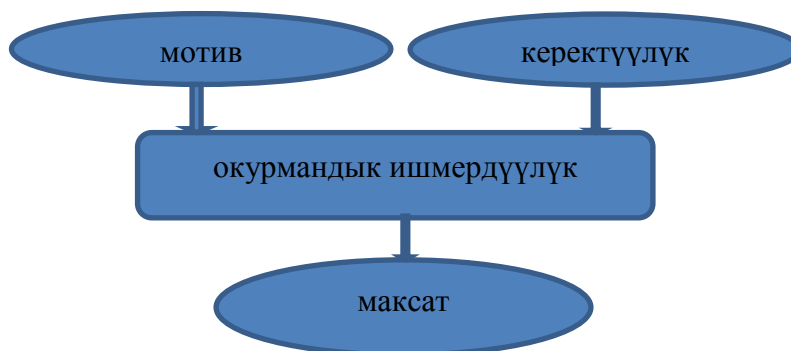 мотив
керектүүлүк
окурмандык ишмердүүлүк
максат